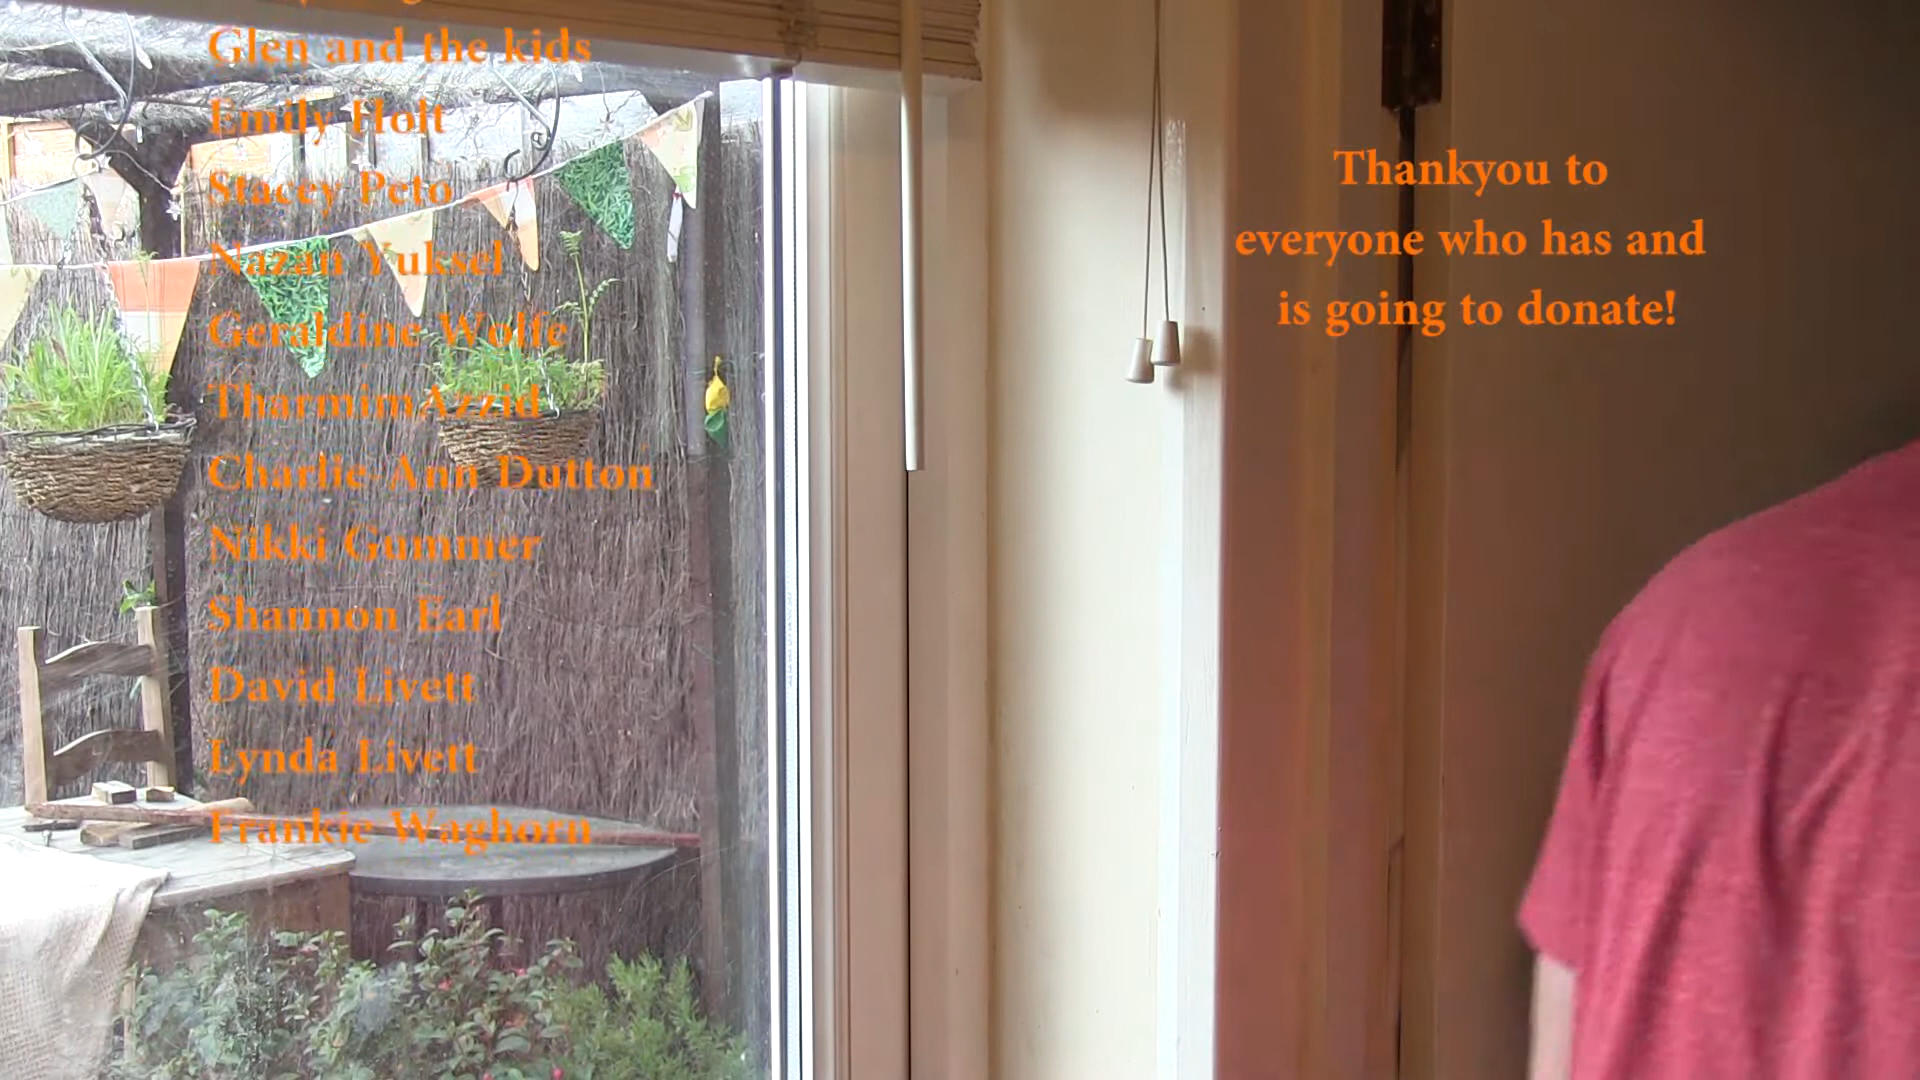 Glen and the kids
Emily Holt
Stacey Peto
Nazan Yuksel
Geraldine Wolfe
TharmimAzzid
Charlie-Ann Dutton
Nikki Gummer
Shannon Earl
David Livett
Lynda Livett
Frankie Waghorn
Thankyou to
everyone who has and
is going to donate!